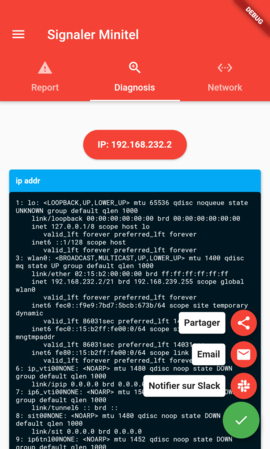 DEBUG
Signaler Minitel
Report
Diagnosis
Network
IP: 192.168.232.2
ip addr
1: lo: <LOOPBACK,UP,LOWER_UP> mtu 65536 qdisc noqueue state
UNKNOWN group default qlen 1000
link/loopback 00:00:00:00:00:00 brd 00:00:00:00:00:00
inet 127.0.0.1/8 scope host lo
valid_lft forever preferred_lft forever
inet6 ::1/128 scope host
valid_lft forever preferred_lft forever
3: wlan0: <BROADCAST,MULTICAST,UP,LOWER_UP> mtu 1400 qdisc
mq state UP group default qlen 1000
link/ether 02:15:b2:00:00:00 brd ff:ff:ff:ff:ff:ff
inet 192.168.232.2/21 brd 192.168.239.255 scope global
wlan0
valid_lft forever preferred_lft forever
inet6 fec0::f9e9:7bd7:5bcb:673b/64 scope site temporary
dynamic
valid_lft 86031sec preferred_lft
inet6 fec0::15:b2ff:fe00:0/64 scope
mngtmpaddr
valid_lft 86031sec preferred_lft
inet6 fe80::15:b2ff:fe00:0/64 scope link
valid_lft forever preferred_lft
6: ip_vti0@NONE: <NOARP> mtu 1480 qdisc noop state DOWN
group default qlen 1000
link/ipip 0.0.0.0 brd 0.0.0.0
7: ip6_vti0@NONE: <NOARP> mtu
group default qlen 1000
link/tunnel6 :: brd ::
8: sit0@NONE: <NOARP> mtu 1480 qdisc noop state DOWN
group default qlen 1000
link/sit 0.0.0.0 brd 0.0.0.0
9: ip6tnl0@NONE: <NOARP> mtu 1452 qdisc noop state DOWN
group default qlen 1000
Partager
Email
Notifier sur Slack